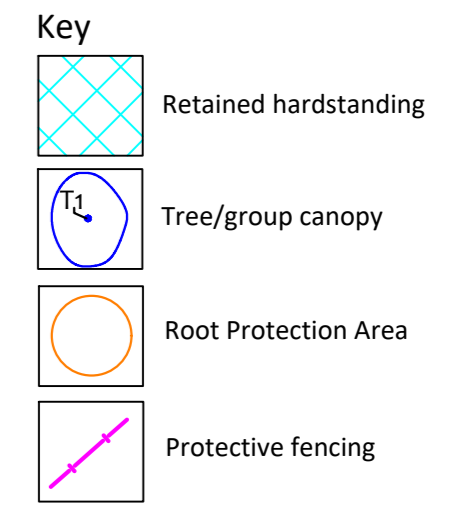 Key
Retained hardstanding
T1
Tree/group canopy
Root Protection Area
Protective fencing